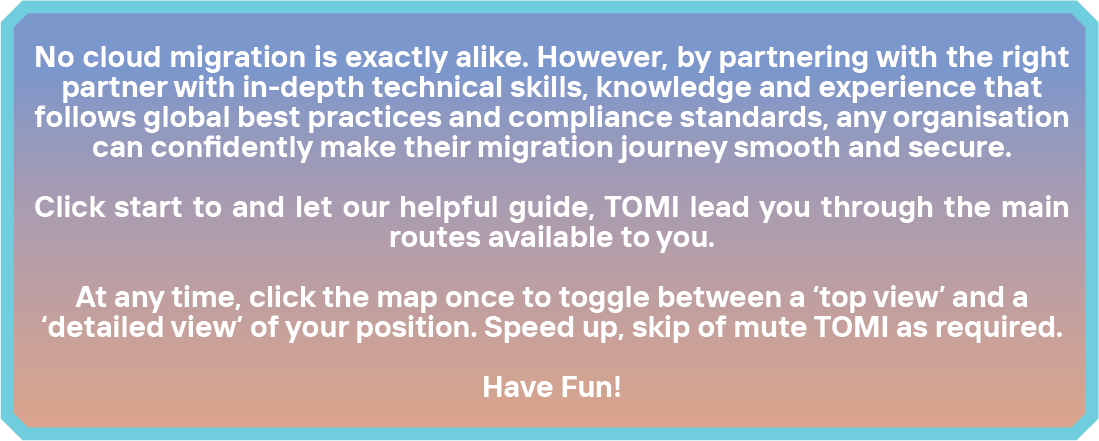 No cloud migration is exactly alike. However, by partnering with the right
partner with in-depth technical skills, knowledge and experience that
follows global best practices and compliance standards, any organisation
can confidently make their migration journey smooth and secure.
Click start to and let our helpful guide, TOMI lead you through the main
routes available to you.
At any time, click the map once to toggle between a ‘top view’ and a
‘detailed view’ of your position. Speed up, skip of mute TOMI as required.
Have Fun!